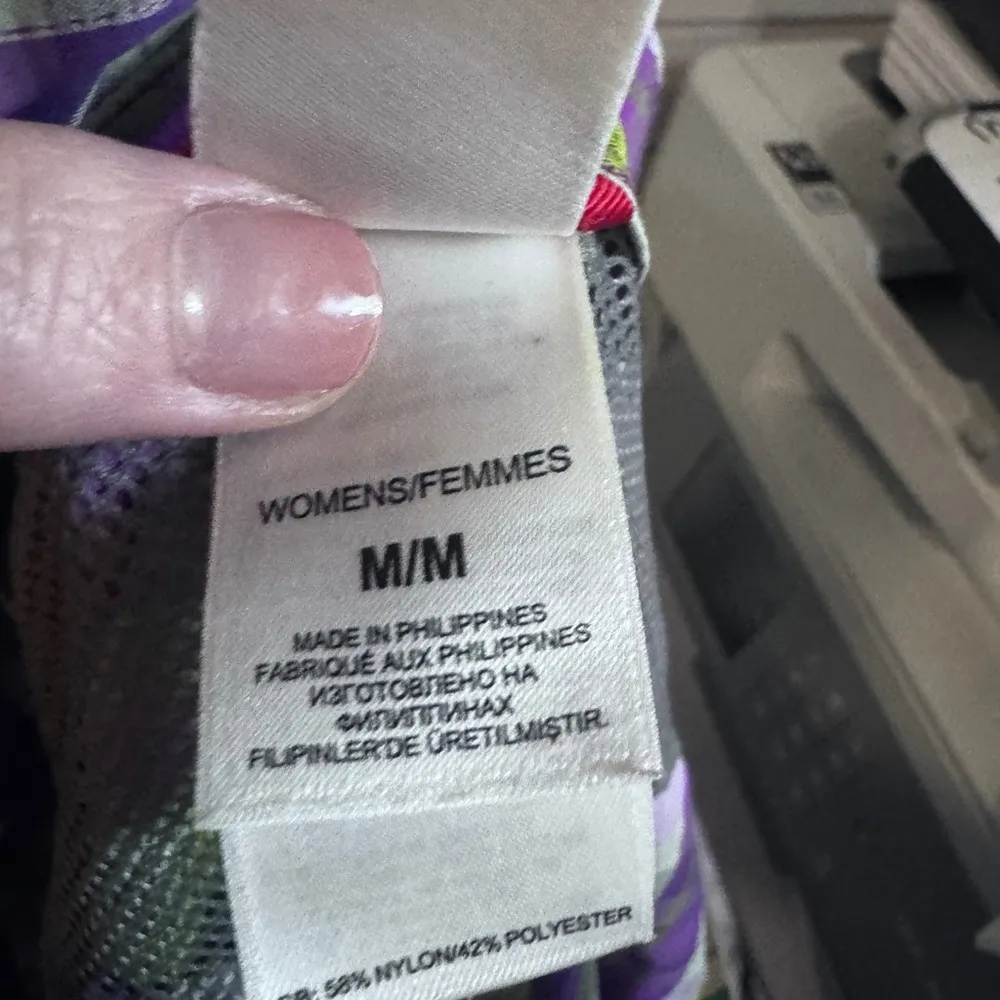 WOMENS/FEMMES
M/M
MADE IN PHILIPPINES
FABRIQUÉ AUX PHILIPPINES
ИЗГОТОВЛЕНО НА
ФИЛИППИНАХ
FILIPINLER'DE ÜRETILMIŞTIR.
58% NYLON/42% POLYESTER